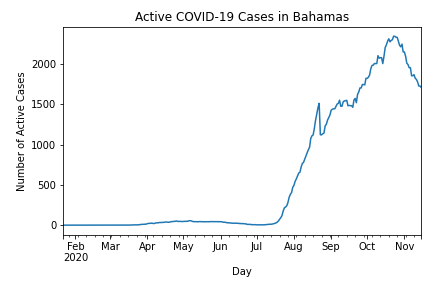 Active COVID-19 Cases in Bahamas
Number of Active Cases
2000
1500
1000
500
0
Feb Mar Apr May Jun Jul Aug Sep Oct Nov
2020
Day